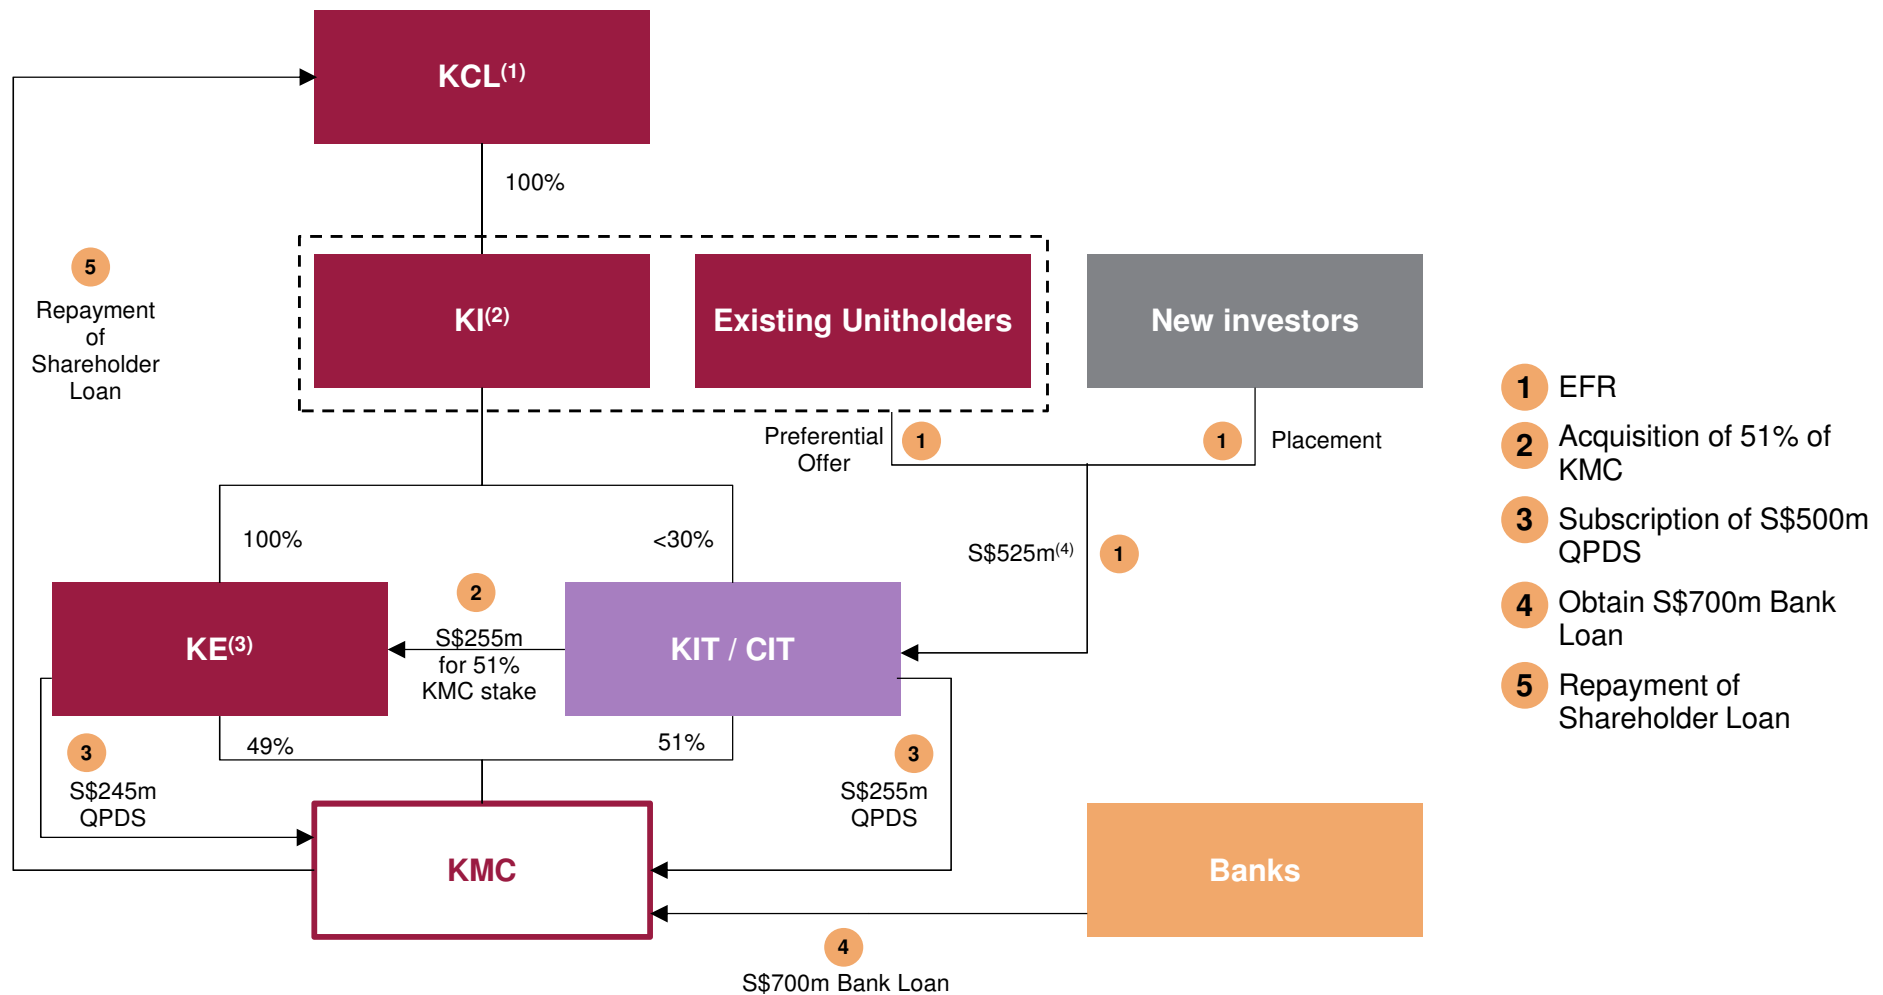 KCL(1)
100%
5
Repayment
of
Shareholder
Loan
KI(2)
Existing Unitholders
New investors
Preferential
Offer
1
1
Placement
100%
<30%
S$525m(4)
1
KE(3)
2
S$255m
for 51%
KMC stake
KIT / CIT
49%
51%
3
S$245m
QPDS
3
S$255m
QPDS
KMC
Banks
4
S$700m Bank Loan
1 EFR
2 Acquisition of 51% of
KMC
3 Subscription of S$500m
QPDS
4 Obtain S$700m Bank
Loan
5 Repayment of
Shareholder Loan